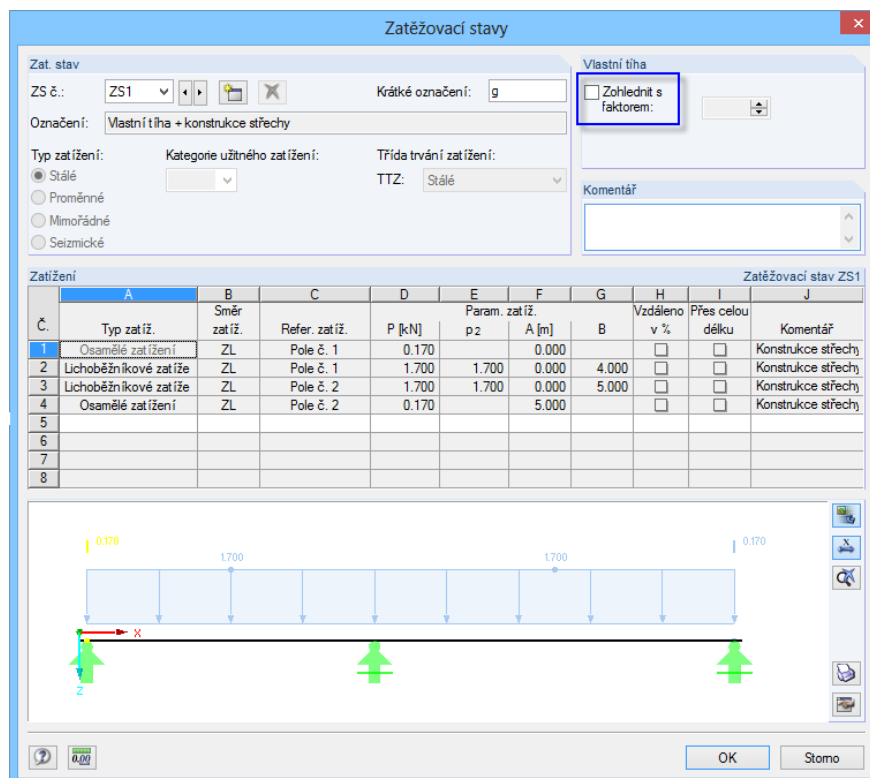 Zatěžovací stavy
Zat. stav
Vlastní tíha
ZS č.: ZS1 Krátké označení: g
Zohlednit s
faktorem:
Označení: Vlastní tíha + konstrukce střechy
Typ zatížení: Kategorie užitného zatížení: Třída trvání zatížení:
Stálé TTZ: Stálé
Proměnné
Mimořádné
Seizmické
Komentář
Zatížení Zatěžovací stav ZS1
A B C D E F G H I J
Směr Param. zatíž. Vzdáleno Přes celou
Č. Typ zatíž. zatíž. Refer. zatíž. P [kN] p2 A [m] B v % délku Komentář
1 Osamělé zatížení ZL Pole č. 1 0.170 0.000 Konstrukce střechy
2 Lichoběžníkové zatíže ZL Pole č. 1 1.700 1.700 0.000 4.000 Konstrukce střechy
3 Lichoběžníkové zatíže ZL Pole č. 2 1.700 1.700 0.000 5.000 Konstrukce střechy
4 Osamělé zatížení ZL Pole č. 2 0.170 5.000 Konstrukce střechy
5
6
7
8
0.170 0.170
1.700 1.700
X
Z
x
0.00
OK Storno